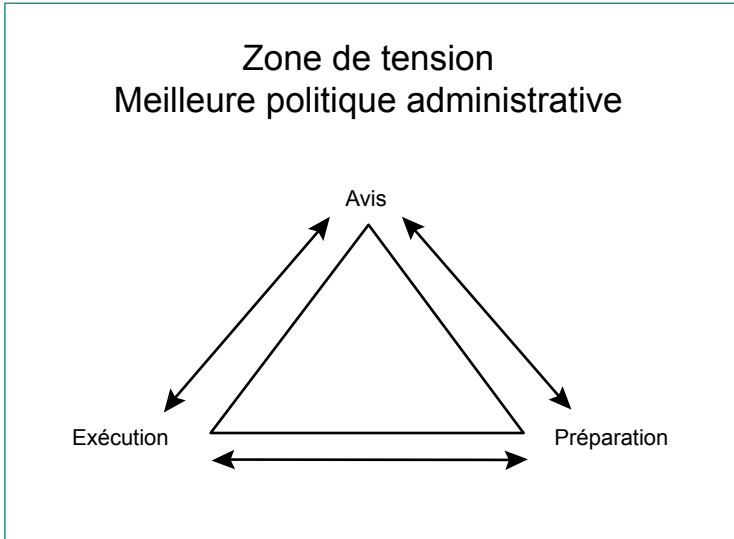 Zone de tension
Meilleure politique administrative
Avis
Exécution
Préparation